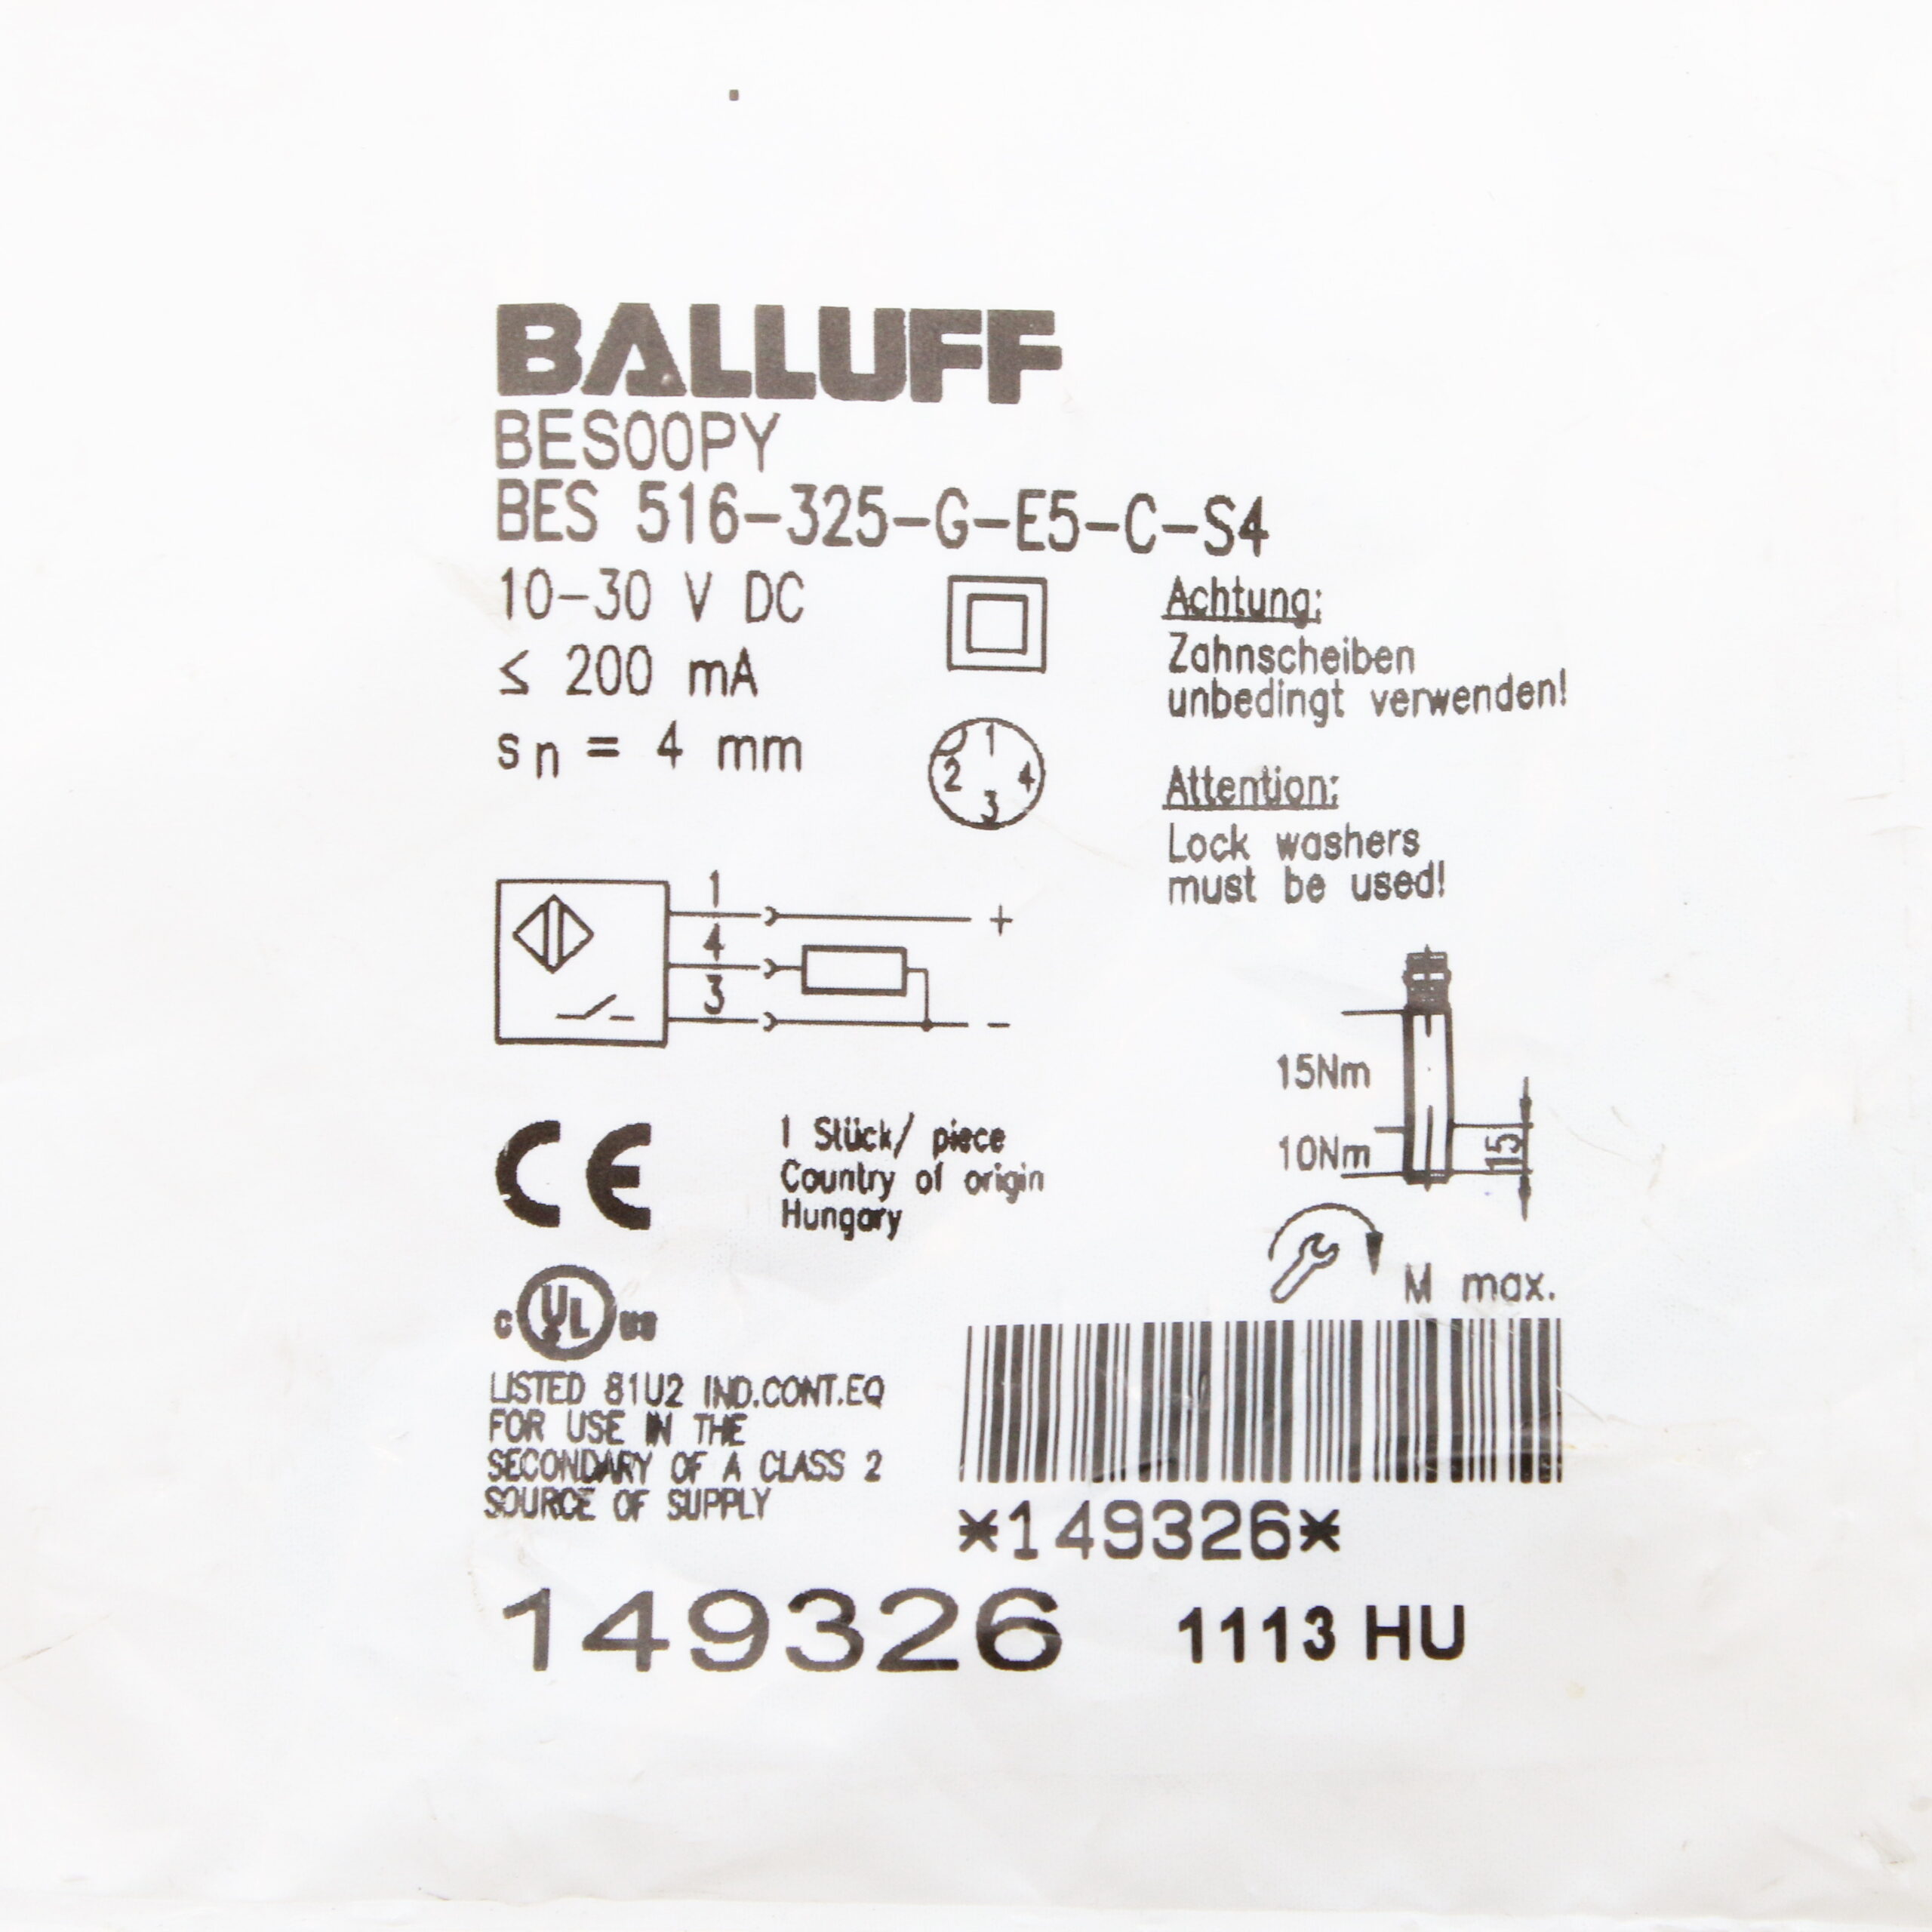 BALLUFF
BES00PY
BES 516-325-G-E5-C-S4
10-30 V DC
≤ 200 mA
sn = 4 mm
1
2 4
3
Achtung:
Zahnscheiben
unbedingt verwenden!
Attention:
Lock washers
must be used!
1
+
4
3
-
15Nm
10Nm
15
M max.
CE
1 Stück/ piece
Country of origin
Hungary
c UL us
LISTED 81U2 IND.CONT.EQ
FOR USE IN THE
SECONDARY OF A CLASS 2
SOURCE OF SUPPLY
*149326*
149326
1113 HU